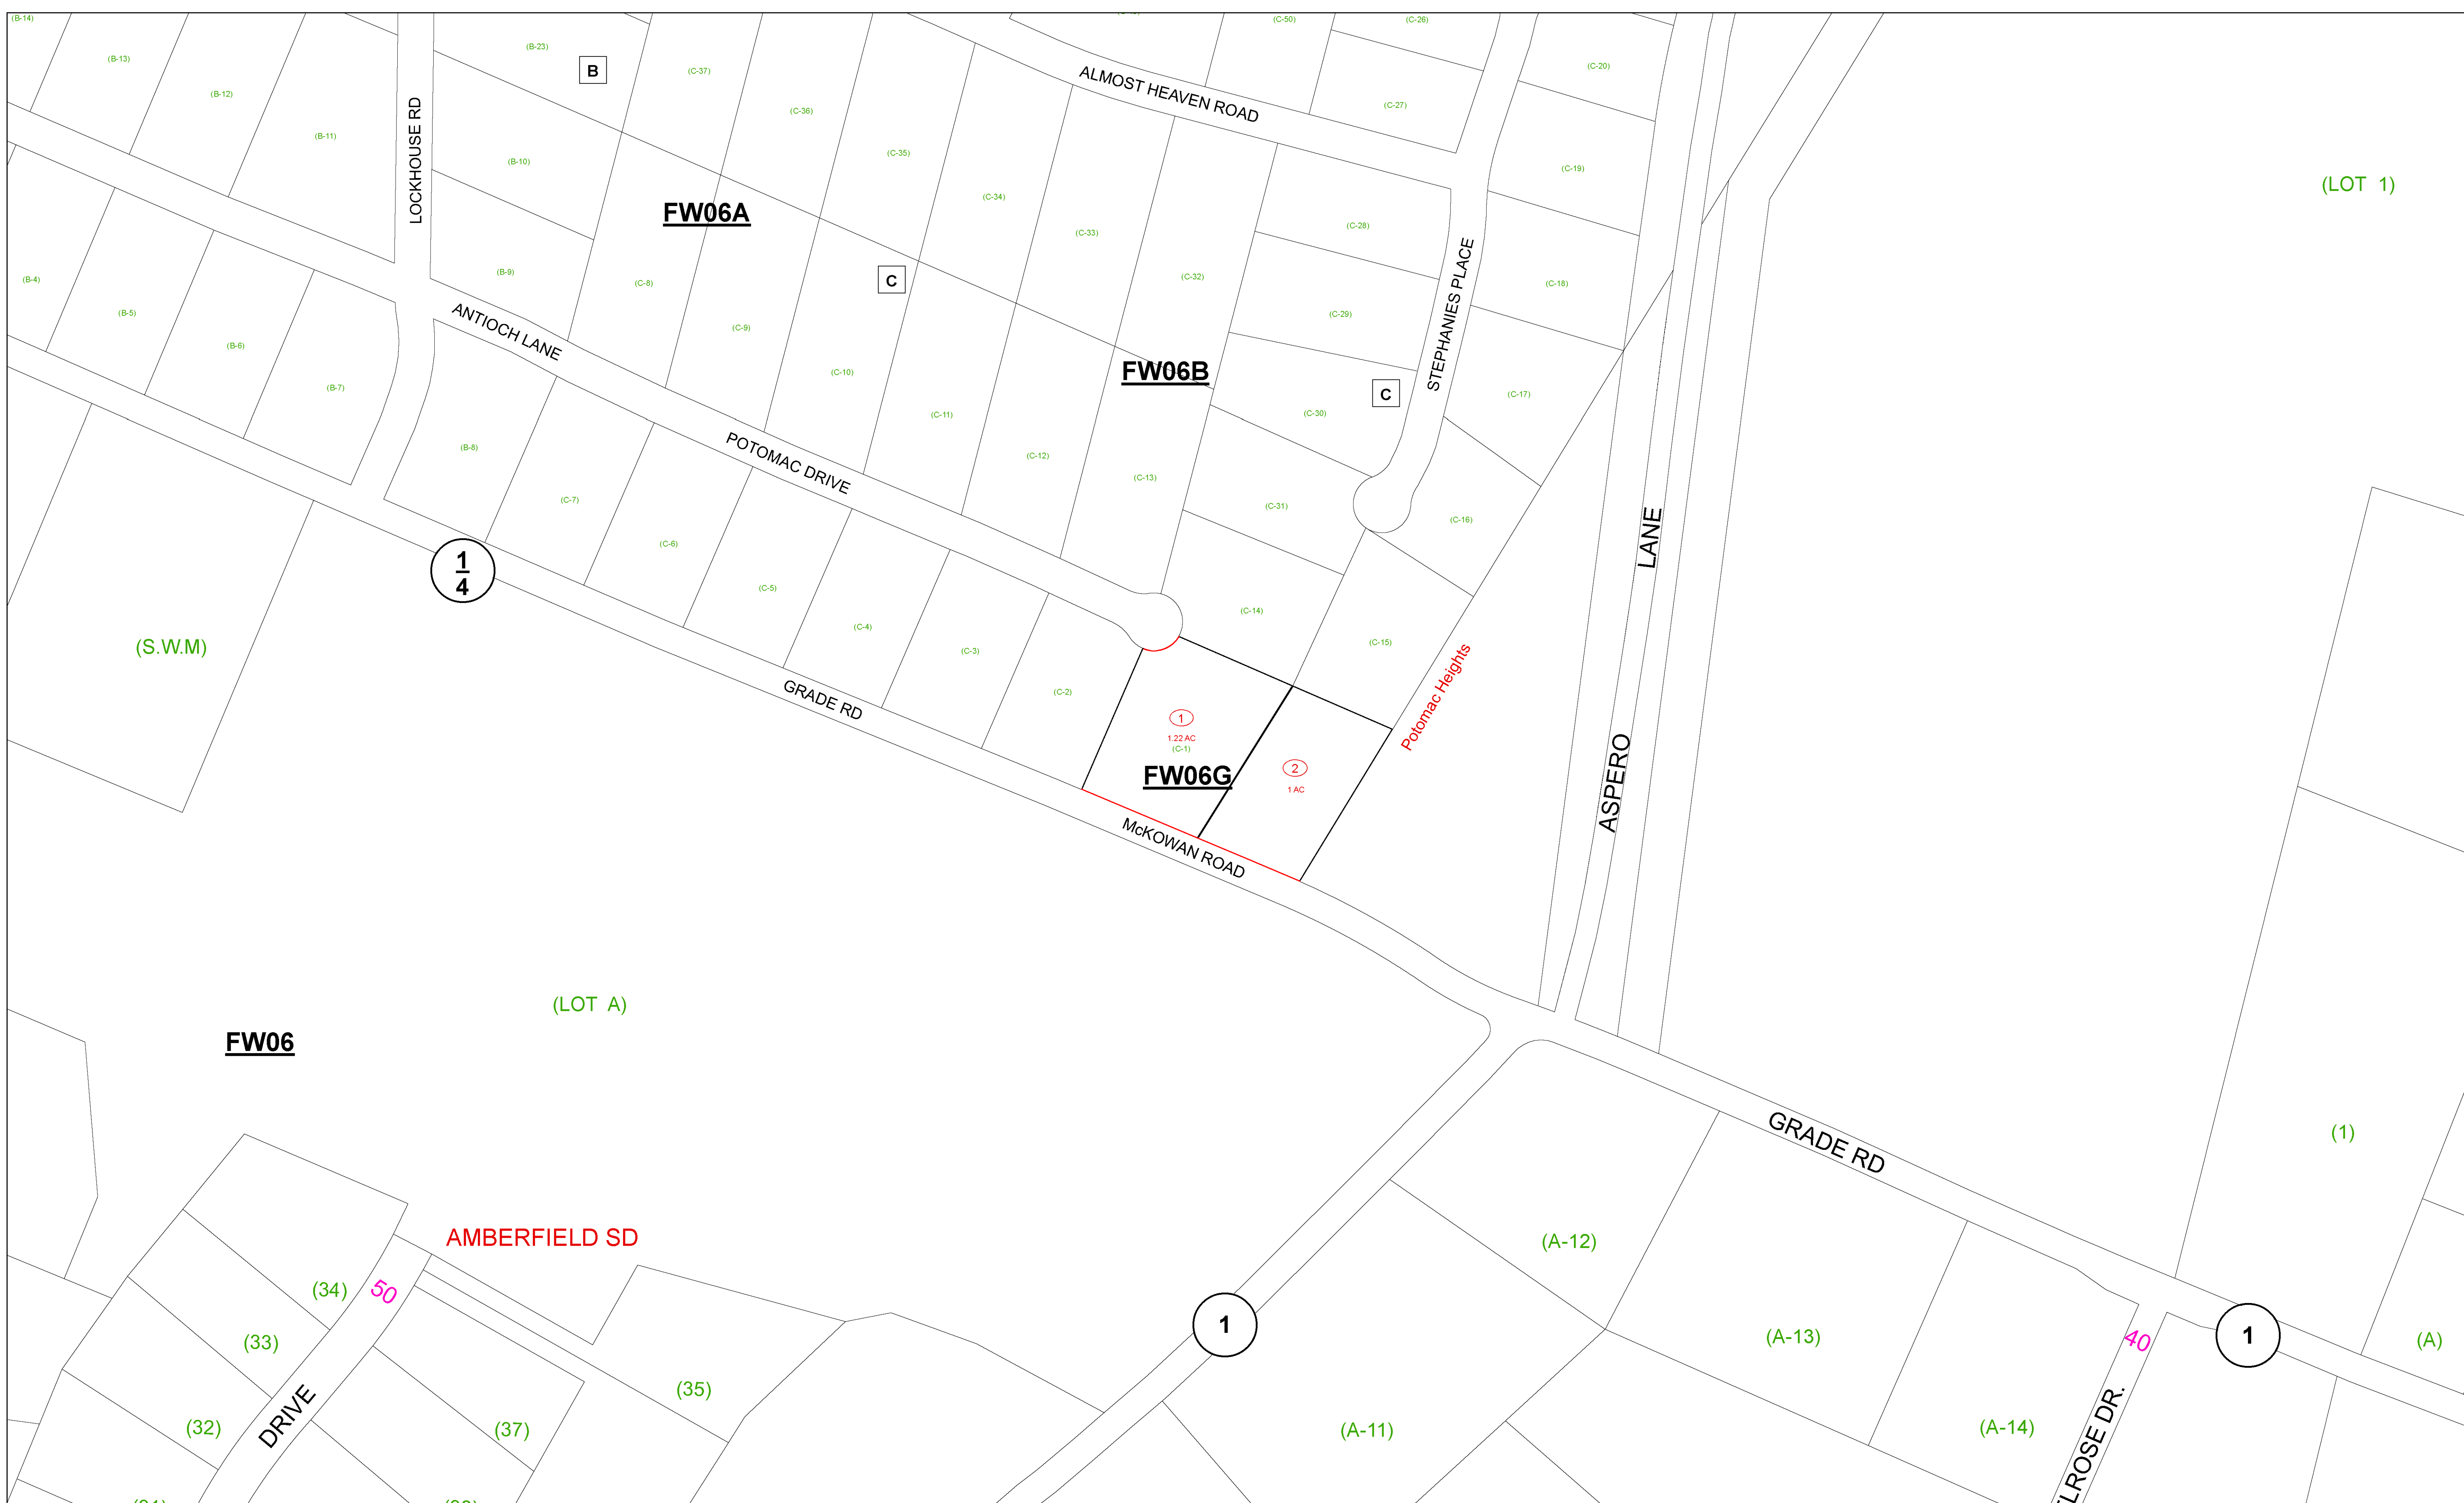 (B-14)
(B-13)
(B-12)
(B-11)
LOCKHOUSE RD
(B-23)
B
(C-37)
(C-36)
(C-35)
(C-34)
(C-33)
(C-32)
ALMOST HEAVEN ROAD
(C-50)
(C-26)
(C-27)
(C-20)
(C-19)
(C-18)
(C-17)
(C-16)
(C-15)
(LOT 1)
(B-10)
(B-9)
FW06A
(C-8)
(C-9)
(C-10)
(C-11)
(C-12)
(C-13)
C
(C-28)
(C-29)
(C-30)
(C-31)
(C-14)
STEPHANIES PLACE
C
FW06B
(B-4)
(B-5)
(B-6)
(B-7)
ANTIOCH LANE
POTOMAC DRIVE
(B-8)
(C-7)
(C-6)
(C-5)
(C-4)
(C-3)
(C-2)
1
4
(S.W.M)
GRADE RD
1
1.22 AC
(C-1)
FW06G
2
1 AC
Potomac Heights
McKOWAN ROAD
ASPERO LANE
(LOT A)
FW06
GRADE RD
(1)
AMBERFIELD SD
(34)
50
(33)
(32)
DRIVE
(35)
(37)
1
(A-12)
(A-13)
(A-11)
(A-14)
40
1
(A)